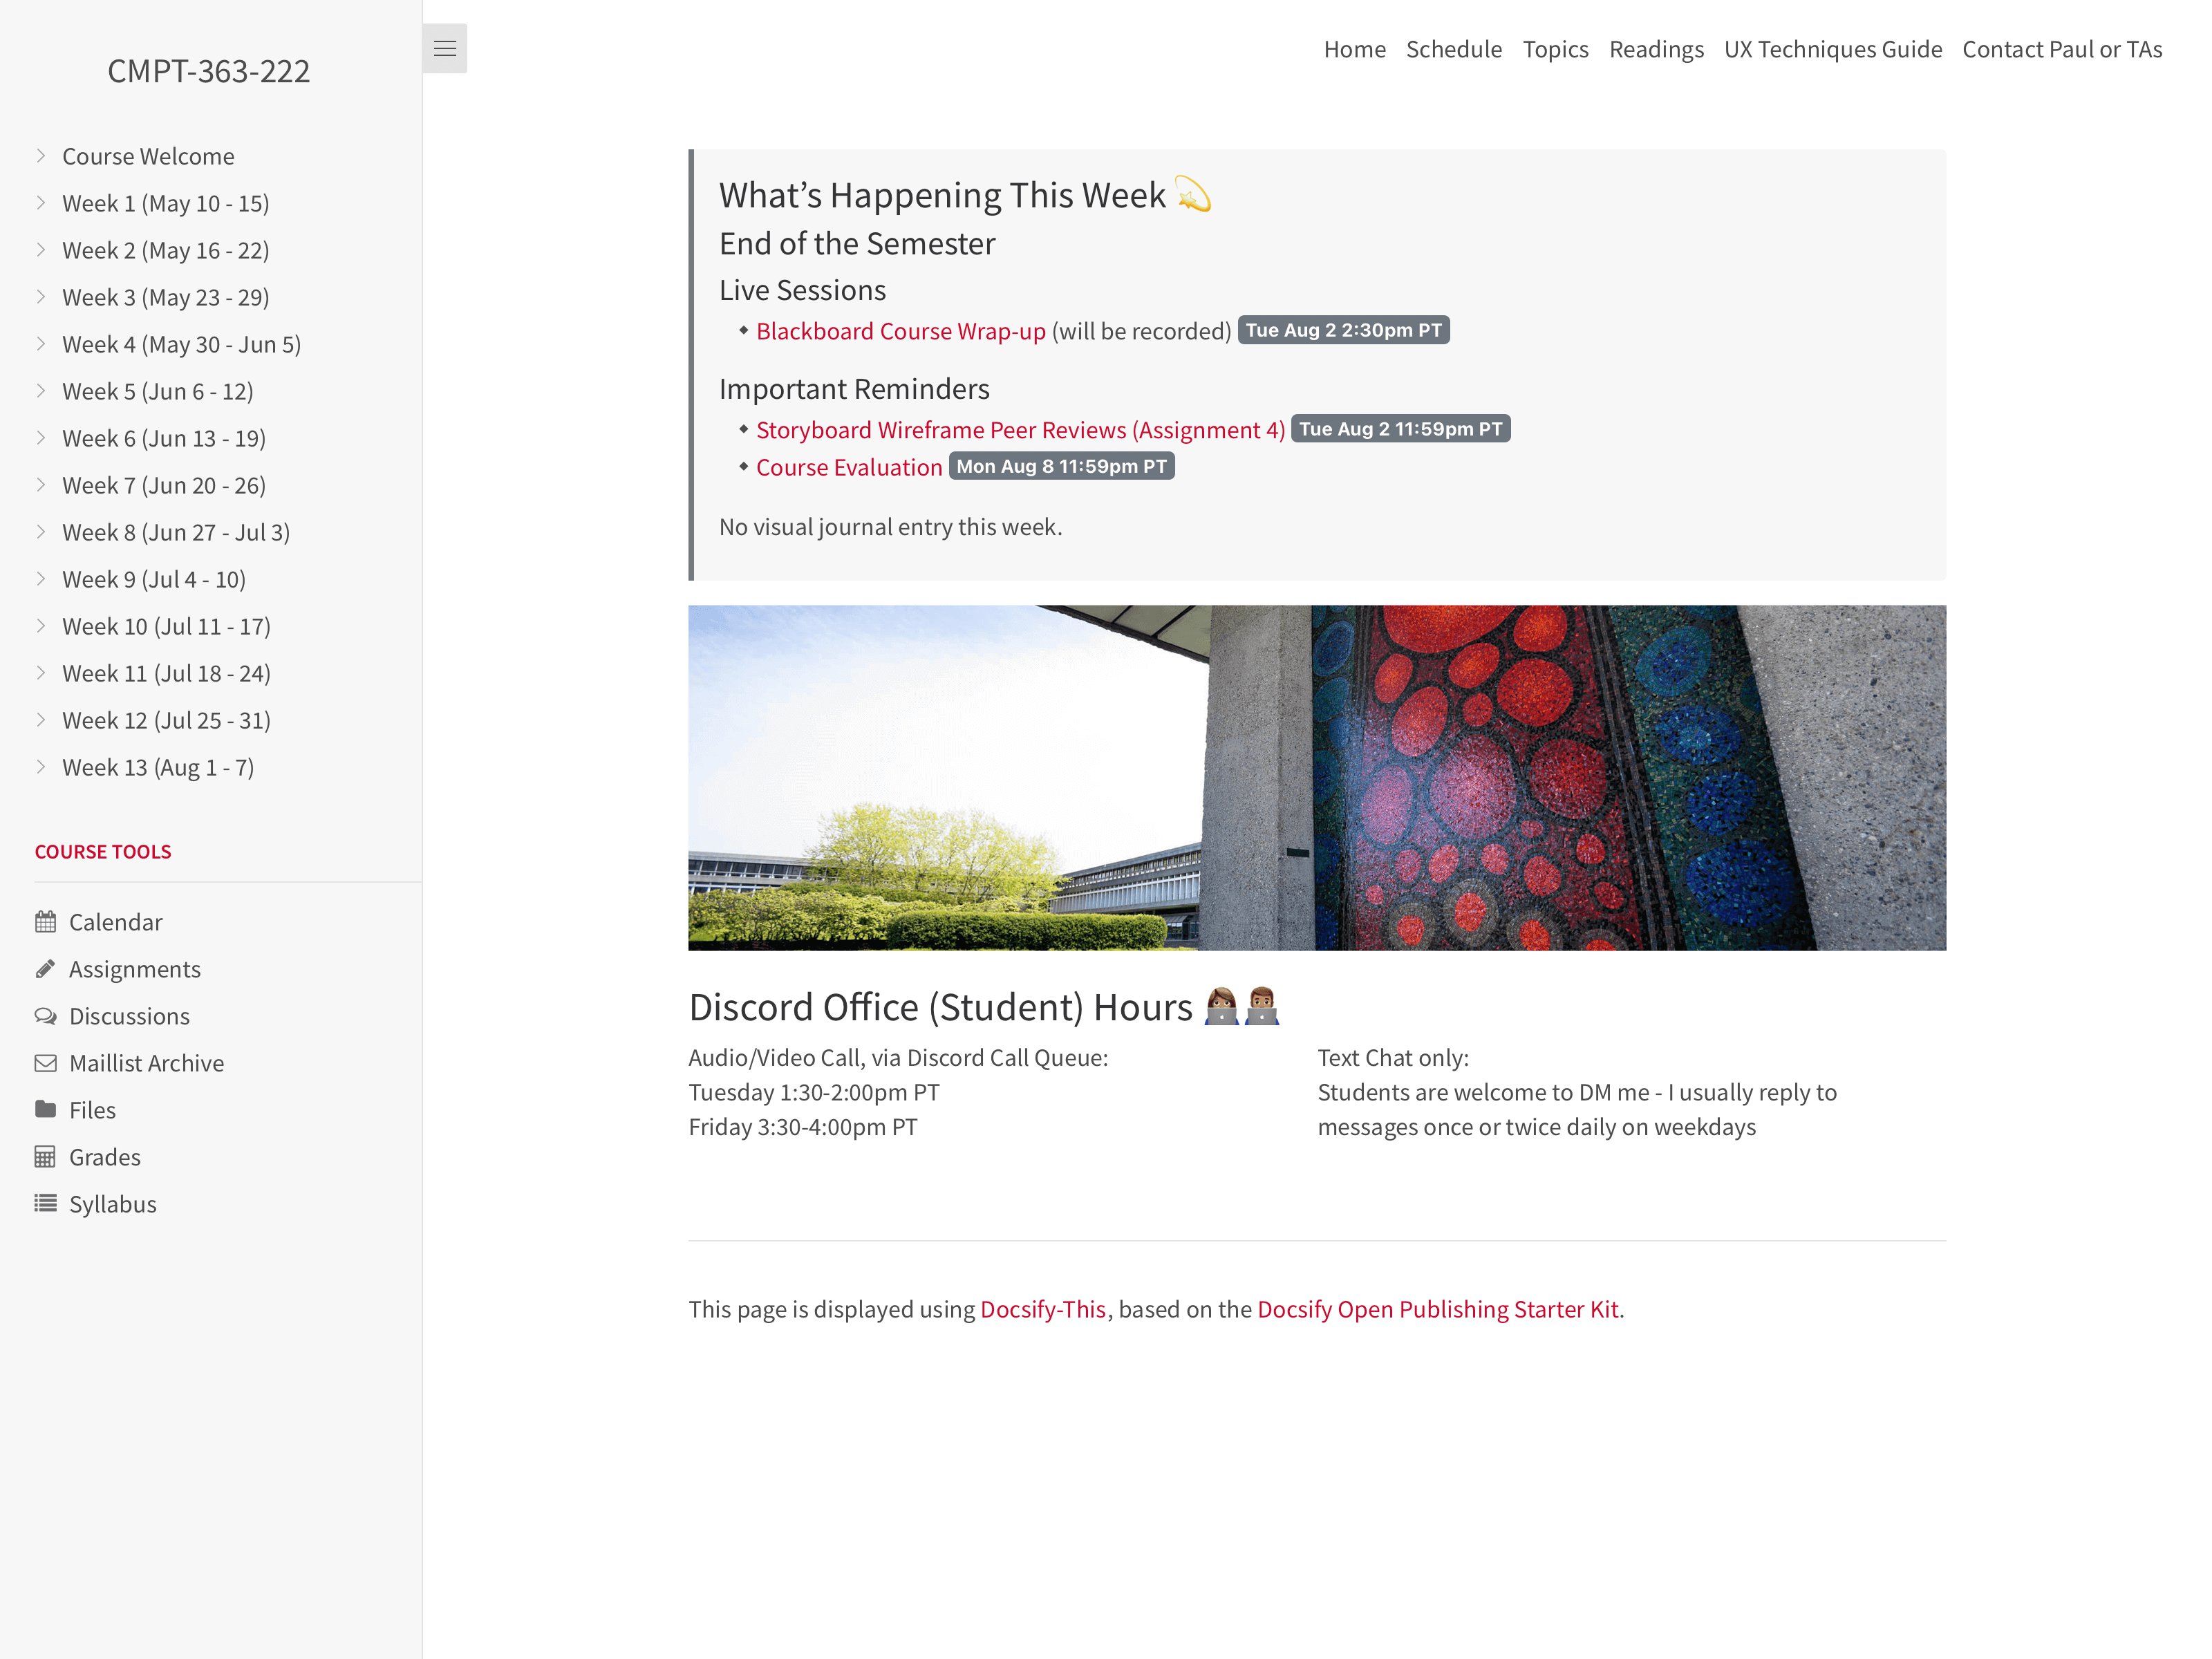 CMPT-363-222
Course Welcome
Week 1 (May 10 - 15)
Week 2 (May 16 - 22)
Week 3 (May 23 - 29)
Week 4 (May 30 - Jun 5)
Week 5 (Jun 6 - 12)
Week 6 (Jun 13 - 19)
Week 7 (Jun 20 - 26)
Week 8 (Jun 27 - Jul 3)
Week 9 (Jul 4 - 10)
Week 10 (Jul 11 - 17)
Week 11 (Jul 18 - 24)
Week 12 (Jul 25 - 31)
Week 13 (Aug 1 - 7)
COURSE TOOLS
Calendar
Assignments
Discussions
Maillist Archive
Files
Grades
Syllabus
Home Schedule Topics Readings UX Techniques Guide Contact Paul or TAs
What’s Happening This Week 💫
End of the Semester
Live Sessions
Blackboard Course Wrap-up (will be recorded) Tue Aug 2 2:30pm PT
Important Reminders
Storyboard Wireframe Peer Reviews (Assignment 4) Tue Aug 2 11:59pm PT
Course Evaluation Mon Aug 8 11:59pm PT
No visual journal entry this week.
Discord Office (Student) Hours 👩🏽‍💻👨🏽‍💻
Audio/Video Call, via Discord Call Queue:
Tuesday 1:30-2:00pm PT
Friday 3:30-4:00pm PT
Text Chat only:
Students are welcome to DM me - I usually reply to
messages once or twice daily on weekdays
This page is displayed using Docsify-This, based on the Docsify Open Publishing Starter Kit.